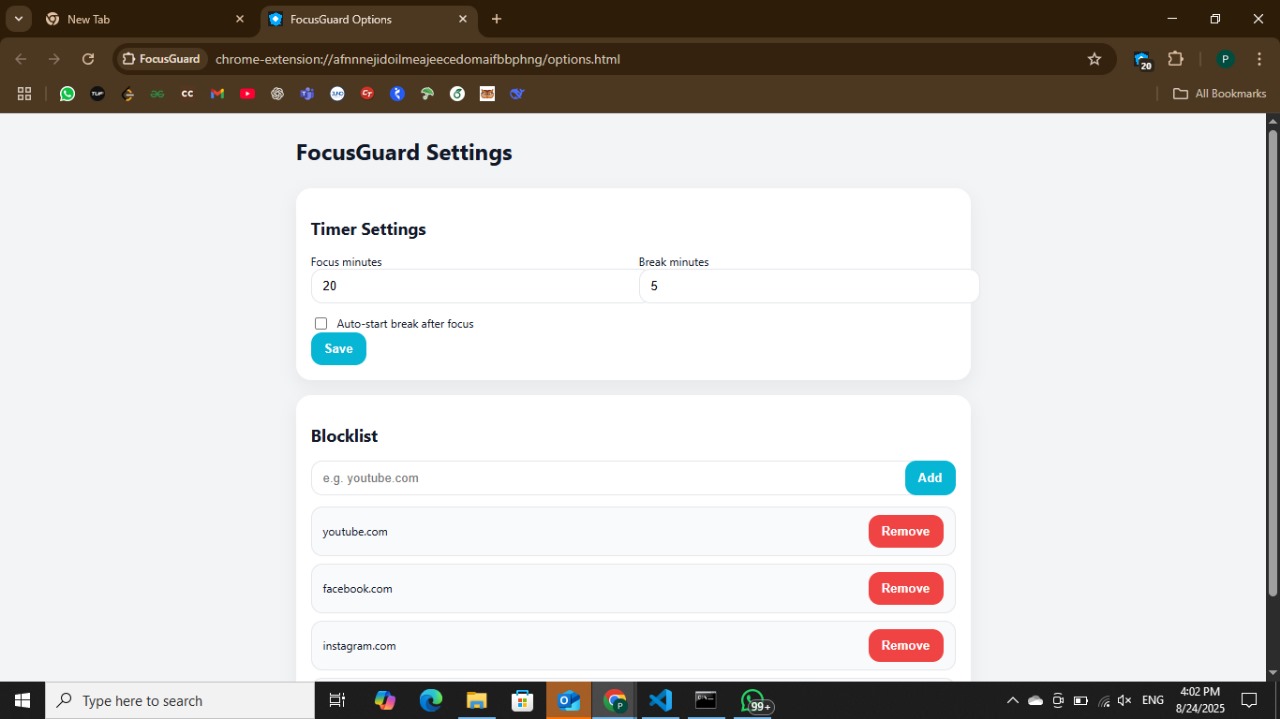 New Tab
FocusGuard Options
FocusGuard
chrome-extension://afnnnejidoilmeajeecedomaifbbphng/options.html
20
P
TUF
CC
JUNO
CT
All Bookmarks
FocusGuard Settings
Timer Settings
Focus minutes
Break minutes
20
5
Auto-start break after focus
Save
Blocklist
e.g. youtube.com
Add
youtube.com
Remove
facebook.com
Remove
instagram.com
Remove
Type here to search
P
99+
ENG
4:02 PM
8/24/2025